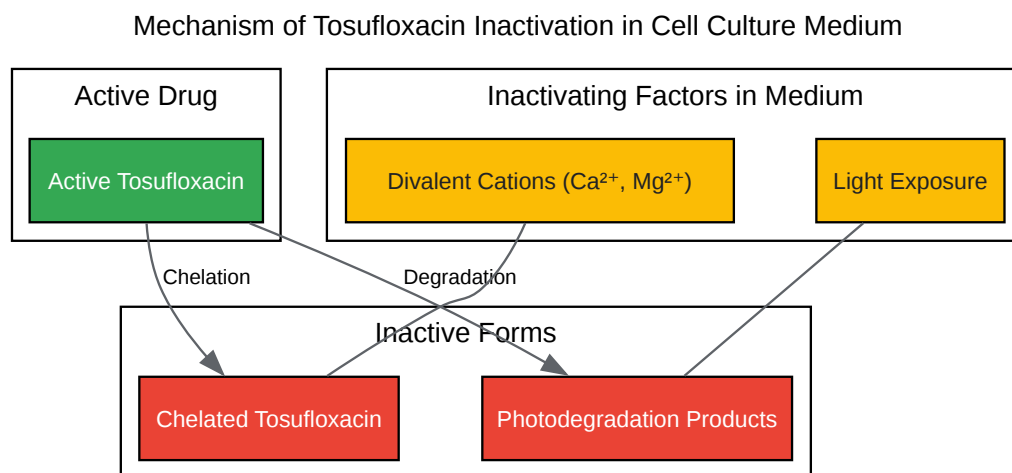 Mechanism of Tosufloxacin Inactivation in Cell Culture Medium
Active Drug
Inactivating Factors in Medium
Active Tosufloxacin
Divalent Cations (Ca²⁺, Mg²⁺)
Light Exposure
Chelation
Degradation
Inactive Forms
Chelated Tosufloxacin
Photodegradation Products